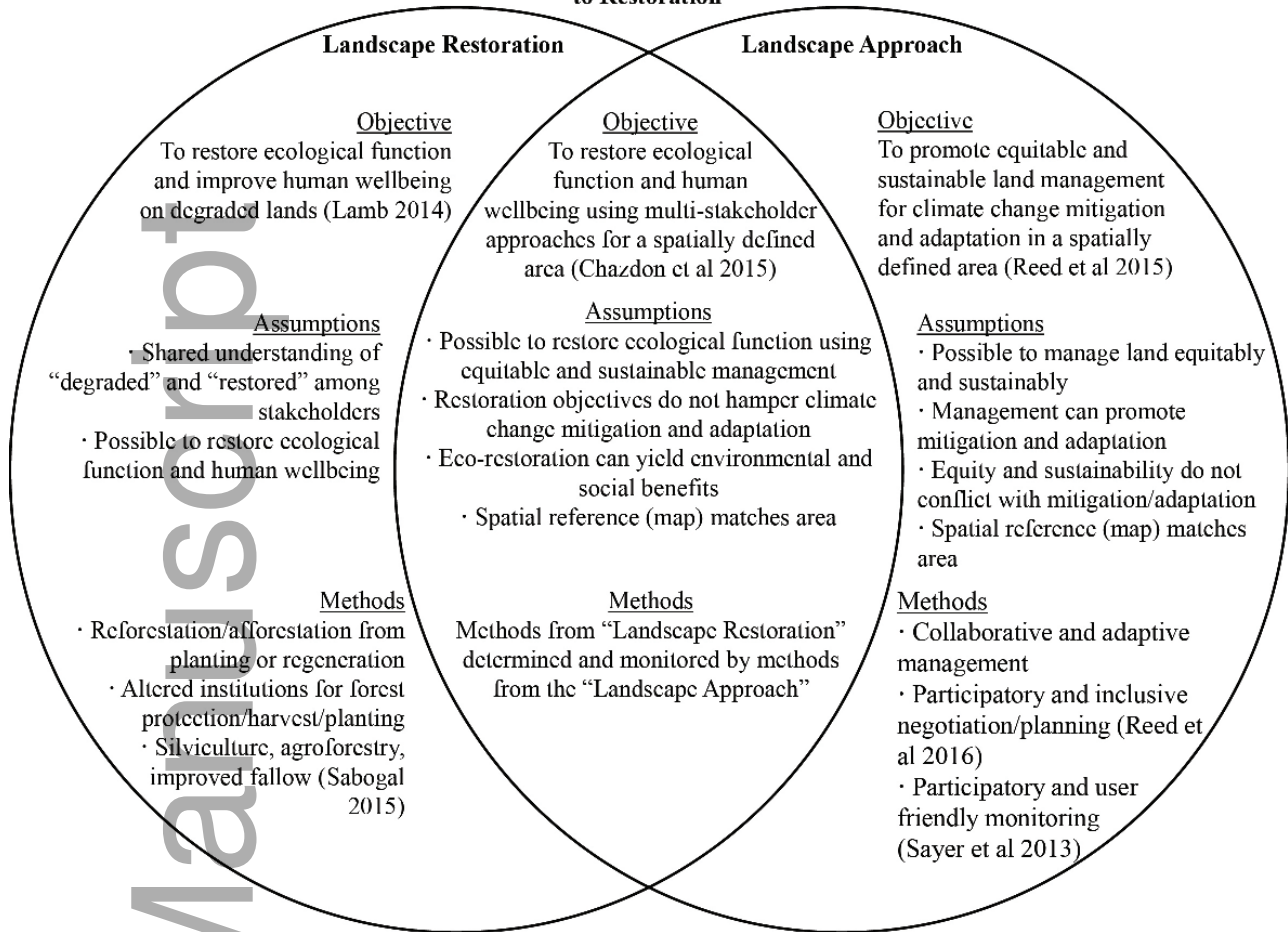 to Restoration
Landscape Restoration
Landscape Approach
Objective
To restore ecological function
and improve human wellbeing
on degraded lands (Lamb 2014)
Assumptions
· Shared understanding of
“degraded” and “restored” among
stakeholders
· Possible to restore ecological
function and human wellbeing
Methods
· Reforestation/afforestation from
planting or regeneration
· Altered institutions for forest
protection/harvest/planting
· Silviculture, agroforestry,
improved fallow (Sabogal
2015)
Objective
To restore ecological
function and human
wellbeing using multi-stakeholder
approaches for a spatially defined
area (Chazdon et al 2015)
Assumptions
· Possible to restore ecological function using
equitable and sustainable management
· Restoration objectives do not hamper climate
change mitigation and adaptation
· Eco-restoration can yield environmental and
social benefits
· Spatial reference (map) matches area
Methods
Methods from “Landscape Restoration”
determined and monitored by methods
from the “Landscape Approach”
Objective
To promote equitable and
sustainable land management
for climate change mitigation
and adaptation in a spatially
defined area (Reed et al 2015)
Assumptions
· Possible to manage land equitably
and sustainably
· Management can promote
mitigation and adaptation
· Equity and sustainability do not
conflict with mitigation/adaptation
· Spatial reference (map) matches
area
Methods
· Collaborative and adaptive
management
· Participatory and inclusive
negotiation/planning (Reed et
al 2016)
· Participatory and user
friendly monitoring
(Sayer et al 2013)
Manuscript